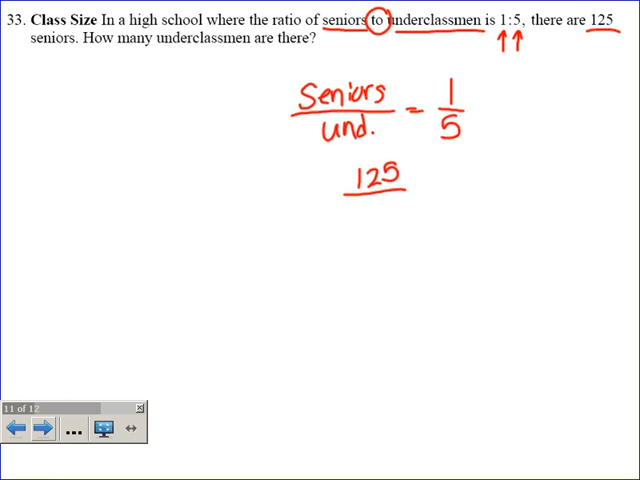 33. Class Size In a high school where the ratio of seniors to underclassmen is 1:5, there are 125
seniors. How many underclassmen are there?
Seniors
und.
=
1
5
125
11 of 12